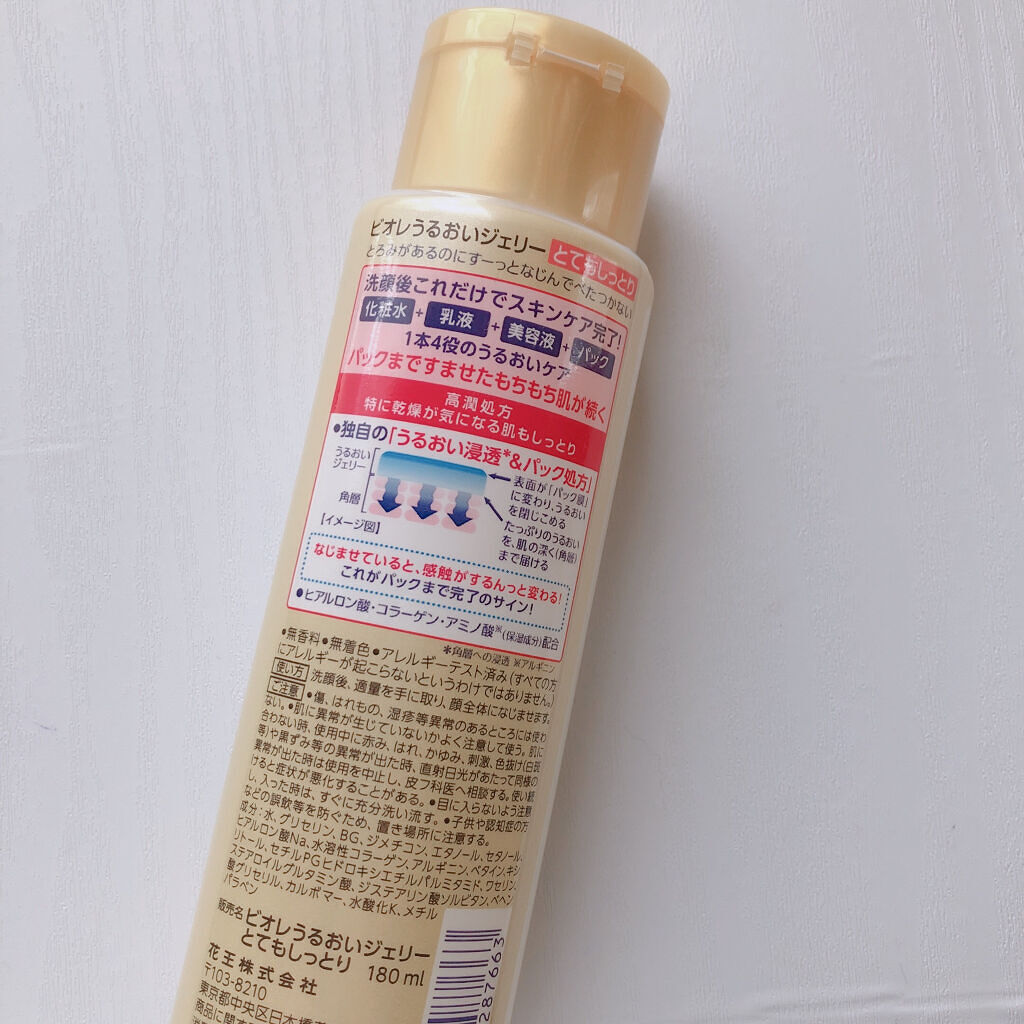 ビオレうるおいジェリー とてもしっとり
とろみがあるのにすーっとなじんでべたつかない
洗顔後これだけでスキンケア完了!
化粧水+乳液+美容液+パック
1本4役のうるおいケア
パックまですませたもちもち肌が続く
高潤処方
特に乾燥が気になる肌もしっとり
●独自の「うるおい浸透*&パック処方」
うるおい
ジェリー
角層
【イメージ図】
表面が「パック膜」
に変わり、うるおい
を閉じこめる
たっぷりのうるおい
を、肌の深く(角層)
まで届ける
なじませていると、感触がするんっと変わる!
これがパックまで完了のサイン!
●ヒアルロン酸・コラーゲン・アミノ酸※(保湿成分)配合
*角層への浸透 ※アルギニン
●無香料●無着色●アレルギーテスト済み(すべての方
にアレルギーが起こらないというわけではありません。)
使い方 洗顔後、適量を手に取り、顔全体になじませます。
ご注意 ●傷、はれもの、湿疹等異常のあるところには使わ
ない。●肌に異常が生じていないかよく注意して使う。肌に
合わない時、使用中に赤み、はれ、かゆみ、刺激、色抜け(白斑
等)や黒ずみ等の異常が出た時、直射日光があたって同様の
異常が出た時は使用を中止し、皮フ科医へ相談する。使い続
けると症状が悪化することがある。●目に入らないよう注意
し、入った時は、すぐに充分洗い流す。●子供や認知症の方
などの誤飲等を防ぐため、置き場所に注意する。
成分:水、グリセリン、BG、ジメチコン、エタノール、セタノール、
ヒアルロン酸Na、水溶性コラーゲン、アルギニン、ベタイン、キシ
リトール、セチルPGヒドロキシエチルパルミタミド、ワセリン、
ステアロイルグルタミン酸、ジステアリン酸ソルビタン、ベヘン
酸グリセリル、カルボマー、水酸化K、メチル
パラベン
販売名 ビオレうるおいジェリー
とてもしっとり 180ml
花王株式会社
〒103-8210
東京都中央区日本橋
商品に関す
287663